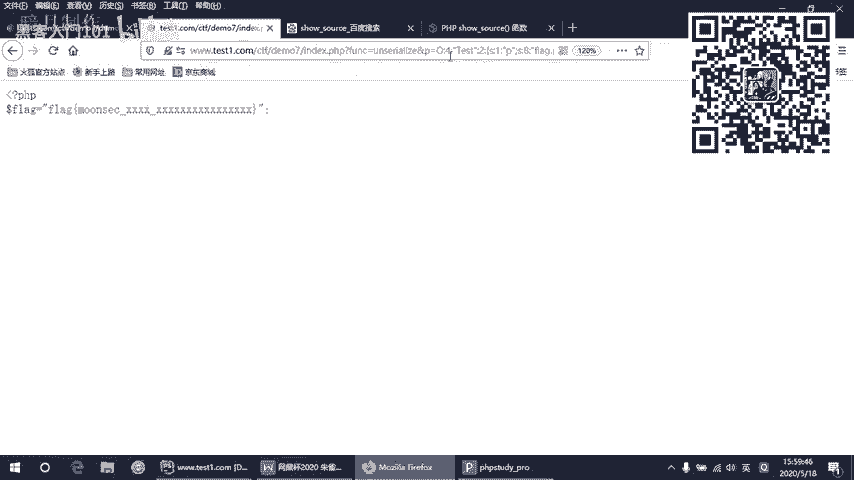 文件(F) 编辑(E) 查看(V) 历史(S) 书签(B) 工具(T) 帮助(H)
test1.com/ctf/demo7/index. show_source_百度搜索 PHP show_source() 函数
www.test1.com/ctf/demo7/index.php?func=unserialize&p=O:4:"Test":2:{s:1:"p";s:8:"flag. 120%
火狐官方站点 新手上路 常用网址 京东商城
<?php
$flag="flag{moonsec_xxxx_xxxxxxxxxxxxxxxx}";
www.test1.com [D... 网鼎杯2020 朱雀... Mozilla Firefox phpstudy_pro
英
15:59:46
2020/5/18